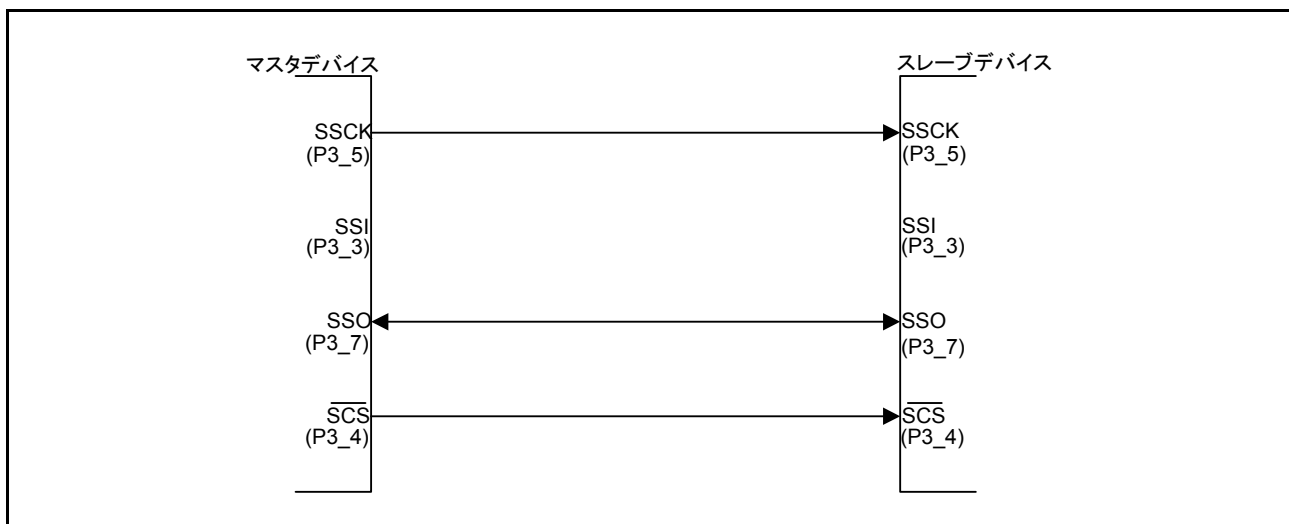 マスタデバイス
スレーブデバイス
SSCK
(P3_5)
SSCK
(P3_5)
SSI
(P3_3)
SSI
(P3_3)
SSO
(P3_7)
SSO
(P3_7)
SCS
(P3_4)
SCS
(P3_4)